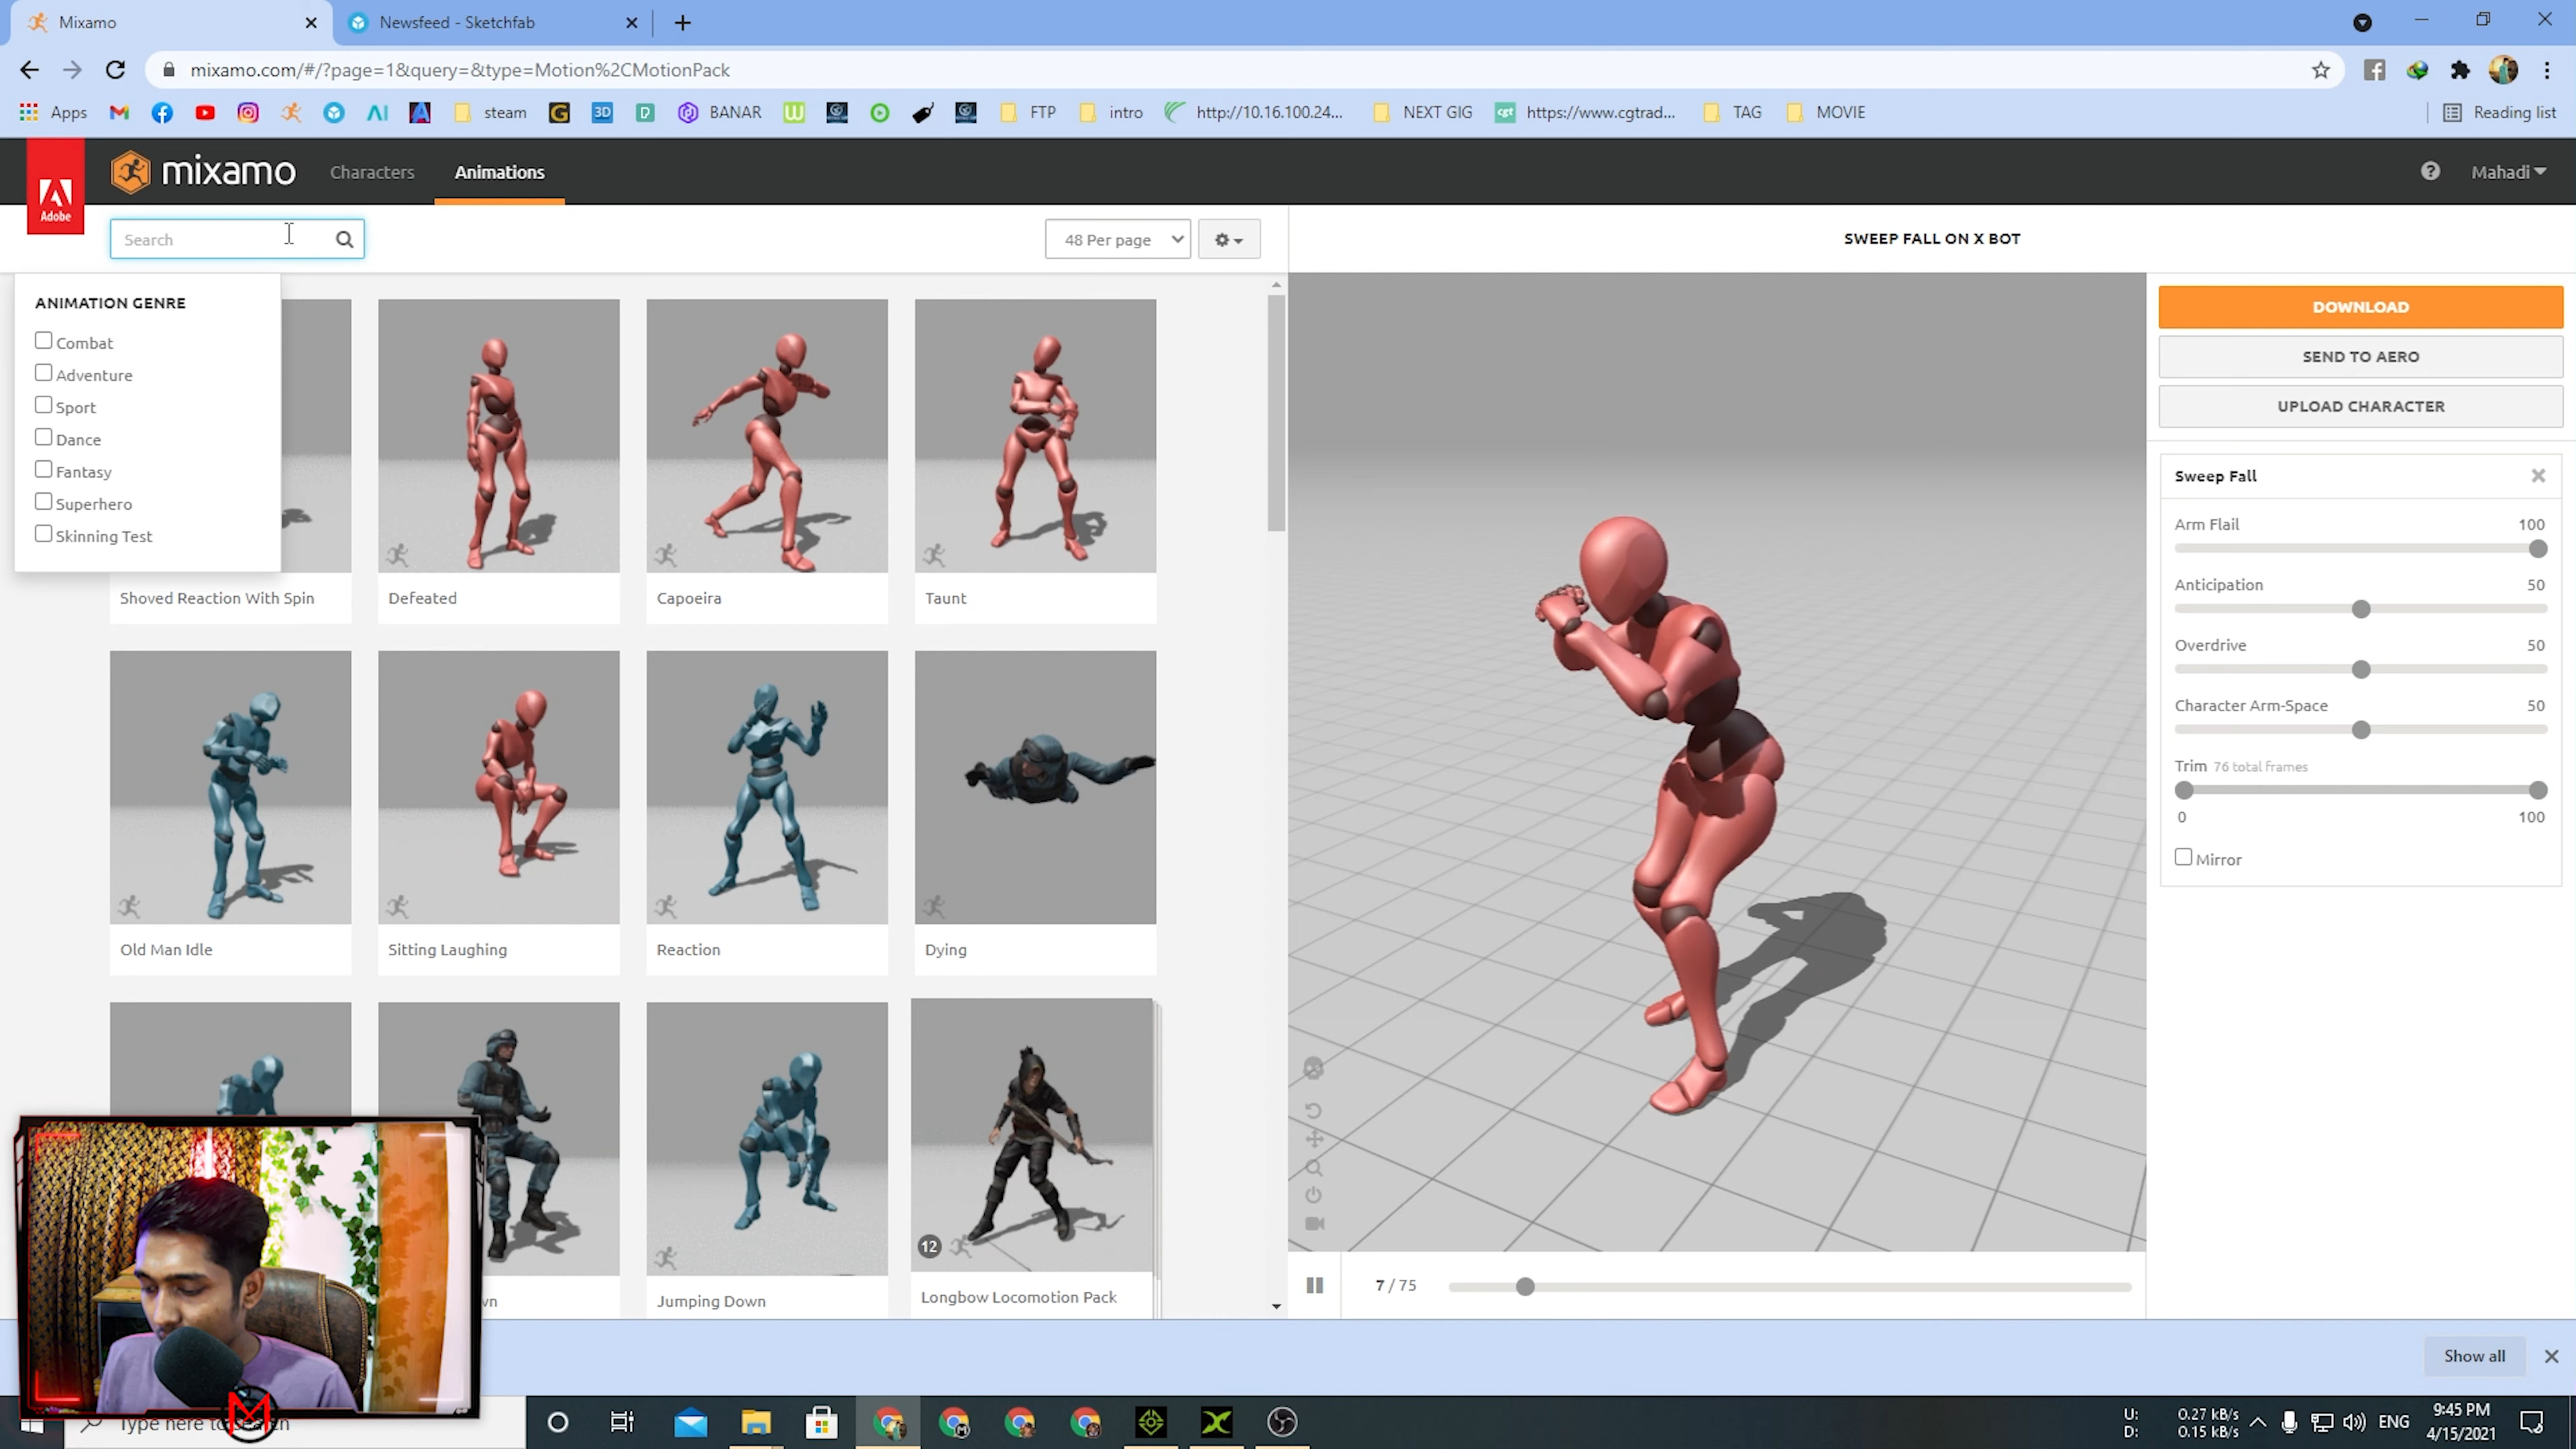 Mixamo
Newsfeed - Sketchfab
mixamo.com/#/?page=1&query=&type=Motion%2CMotionPack
Apps
steam
BANAR
FTP
intro
http://10.16.100.24...
NEXT GIG
https://www.cgtrad...
TAG
MOVIE
Reading list
Adobe
mixamo
Characters
Animations
Mahadi
Search
48 Per page
SWEEP FALL ON X BOT
ANIMATION GENRE
Combat
Adventure
Sport
Dance
Fantasy
Superhero
Skinning Test
Shoved Reaction With Spin
Defeated
Capoeira
Taunt
Old Man Idle
Sitting Laughing
Reaction
Dying
Jumping Down
12
Longbow Locomotion Pack
DOWNLOAD
SEND TO AERO
UPLOAD CHARACTER
Sweep Fall
Arm Flail 100
Anticipation 50
Overdrive 50
Character Arm-Space 50
Trim 76 total frames
0 100
Mirror
7 / 75
Show all
Type here to search
U: 0.27 kB/s
D: 0.15 kB/s
ENG
9:45 PM
4/15/2021